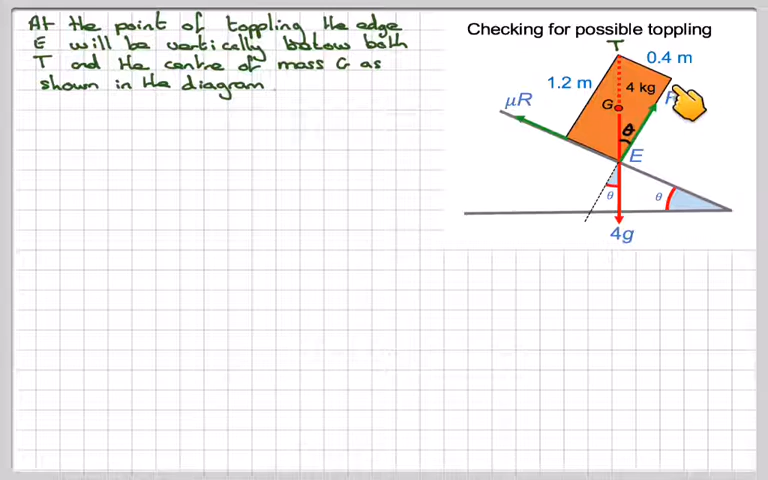 At the point of toppling the edge
E will be vertically below both
T and the centre of mass G as
shown in the diagram
Checking for possible toppling
T
0.4 m
1.2 m
4 kg
μR
G
R
θ
E
θ
θ
4g